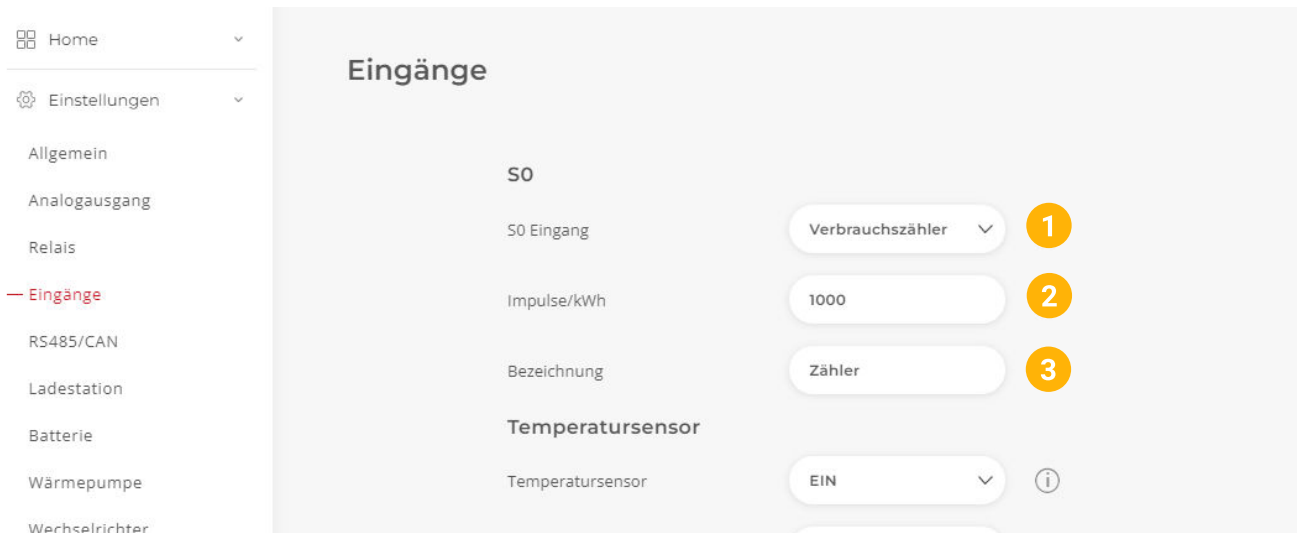 Home
Einstellungen
Allgemein
Analogausgang
Relais
Eingänge
RS485/CAN
Ladestation
Batterie
Wärmepumpe
Wechselrichter
Eingänge
S0
S0 Eingang
Verbrauchszähler
1
Impulse/kWh
1000
2
Bezeichnung
Zähler
3
Temperatursensor
Temperatursensor
EIN